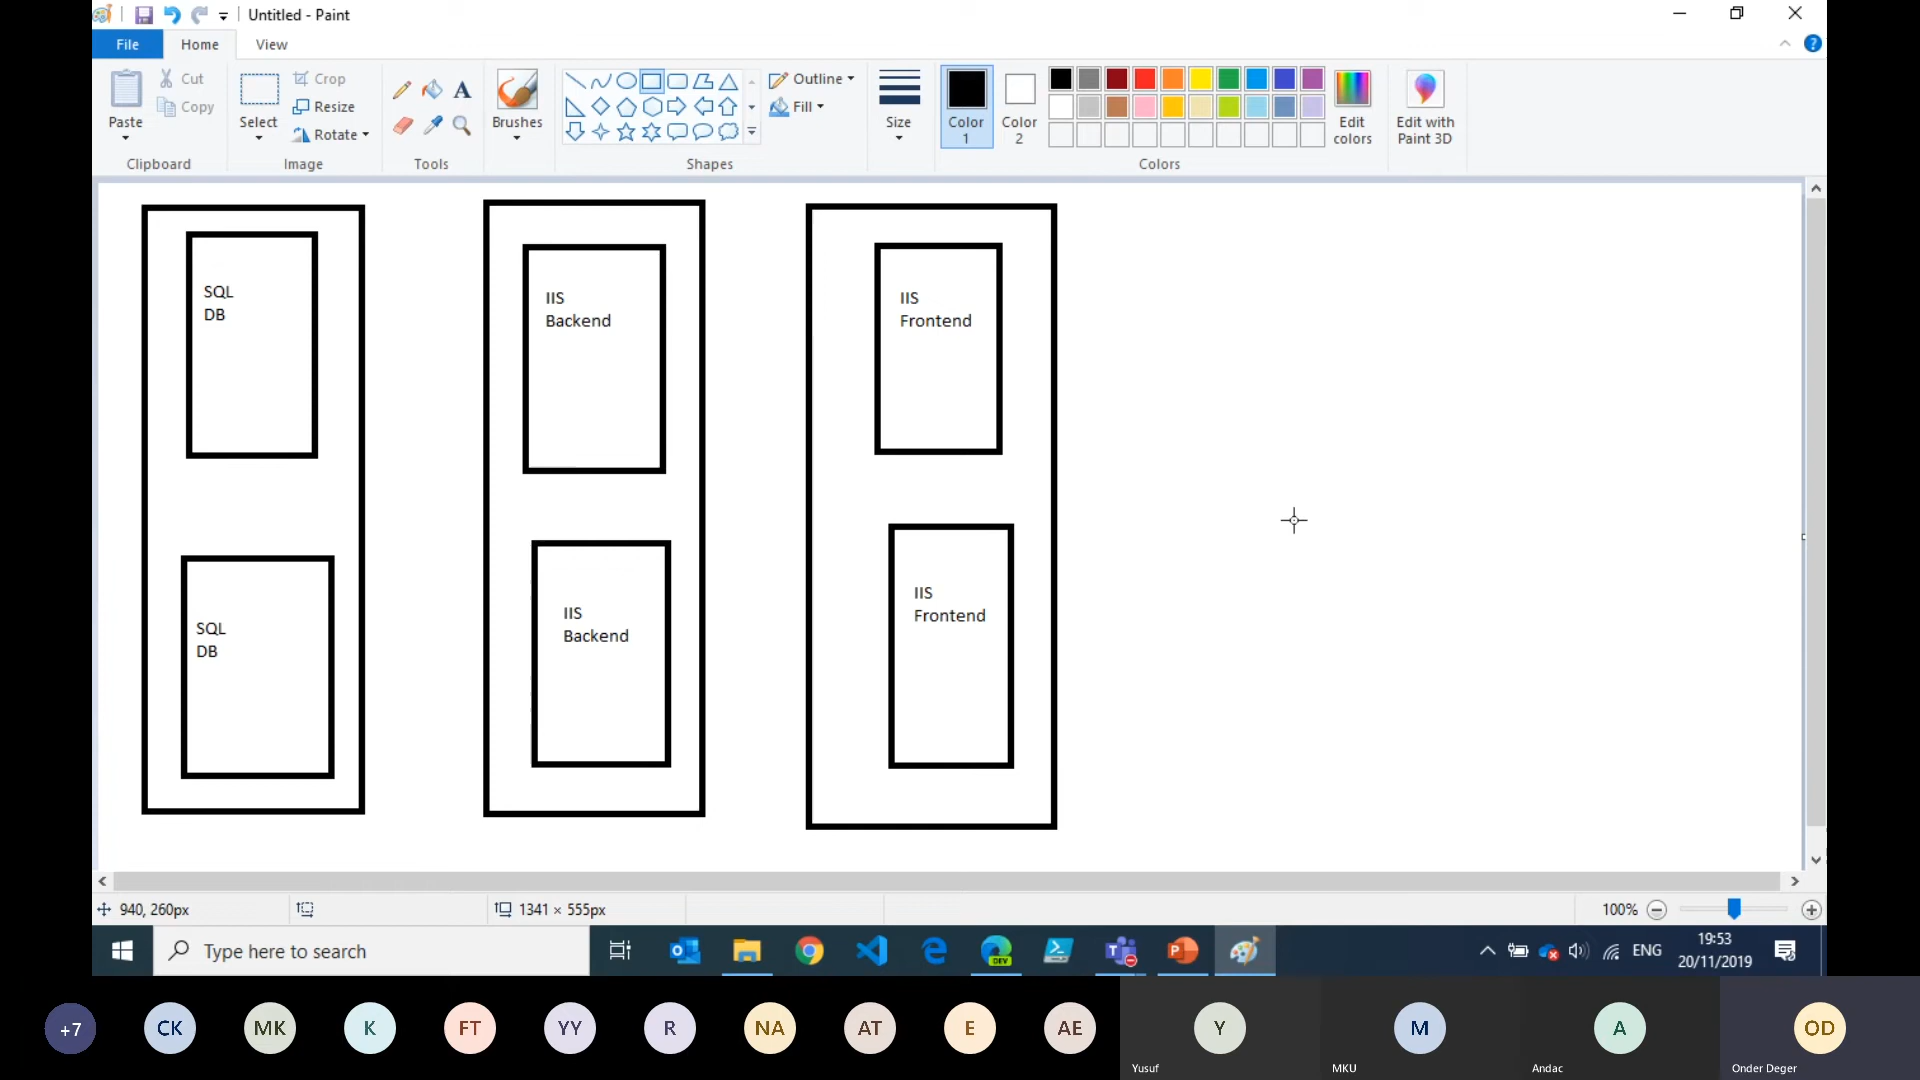 Untitled - Paint
File
Home
View
Paste
Cut
Copy
Clipboard
Select
Crop
Resize
Rotate
Image
A
Tools
Brushes
Shapes
Outline
Fill
Size
Color
1
Color
2
Edit
colors
Colors
Edit with
Paint 3D
SQL
DB
IIS
Backend
IIS
Frontend
SQL
DB
IIS
Backend
IIS
Frontend
940, 260px
1341 × 555px
100%
Type here to search
DEV
ENG
19:53
20/11/2019
+7
CK
MK
K
FT
YY
R
NA
AT
E
AE
Y
Yusuf
M
MKU
A
Andac
OD
Onder Deger